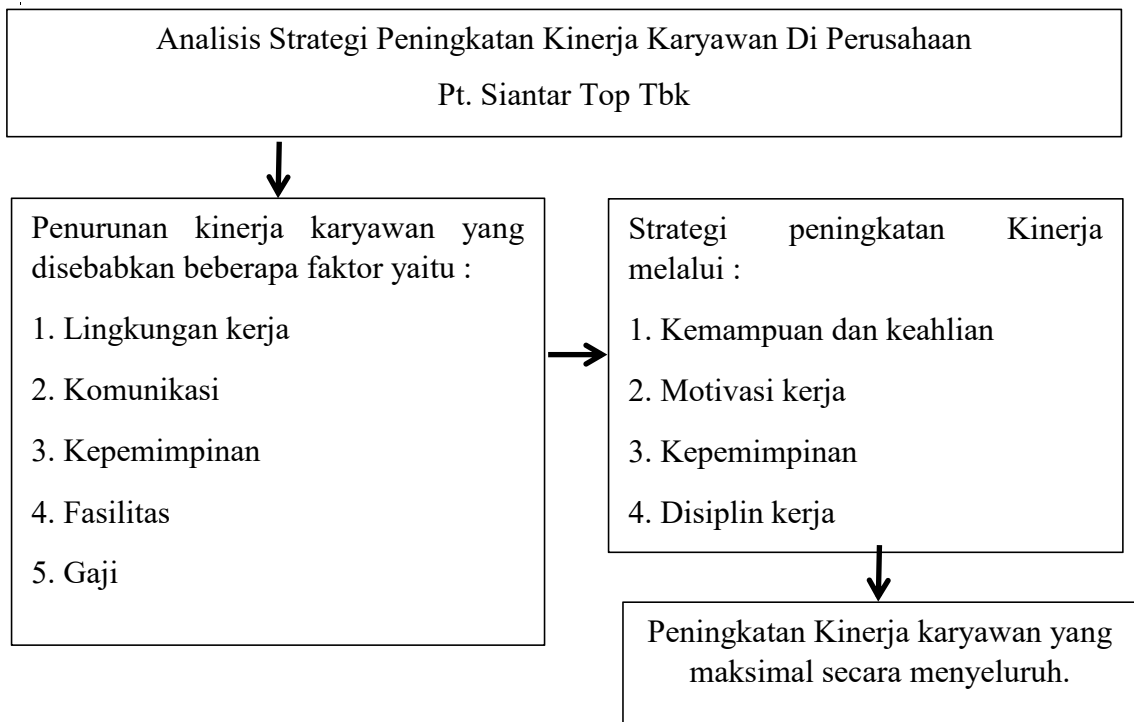 Analisis Strategi Peningkatan Kinerja Karyawan Di Perusahaan
Pt. Siantar Top Tbk
Penurunan kinerja karyawan yang
disebabkan beberapa faktor yaitu :
1. Lingkungan kerja
2. Komunikasi
3. Kepemimpinan
4. Fasilitas
5. Gaji
Strategi peningkatan Kinerja
melalui :
1. Kemampuan dan keahlian
2. Motivasi kerja
3. Kepemimpinan
4. Disiplin kerja
Peningkatan Kinerja karyawan yang
maksimal secara menyeluruh.